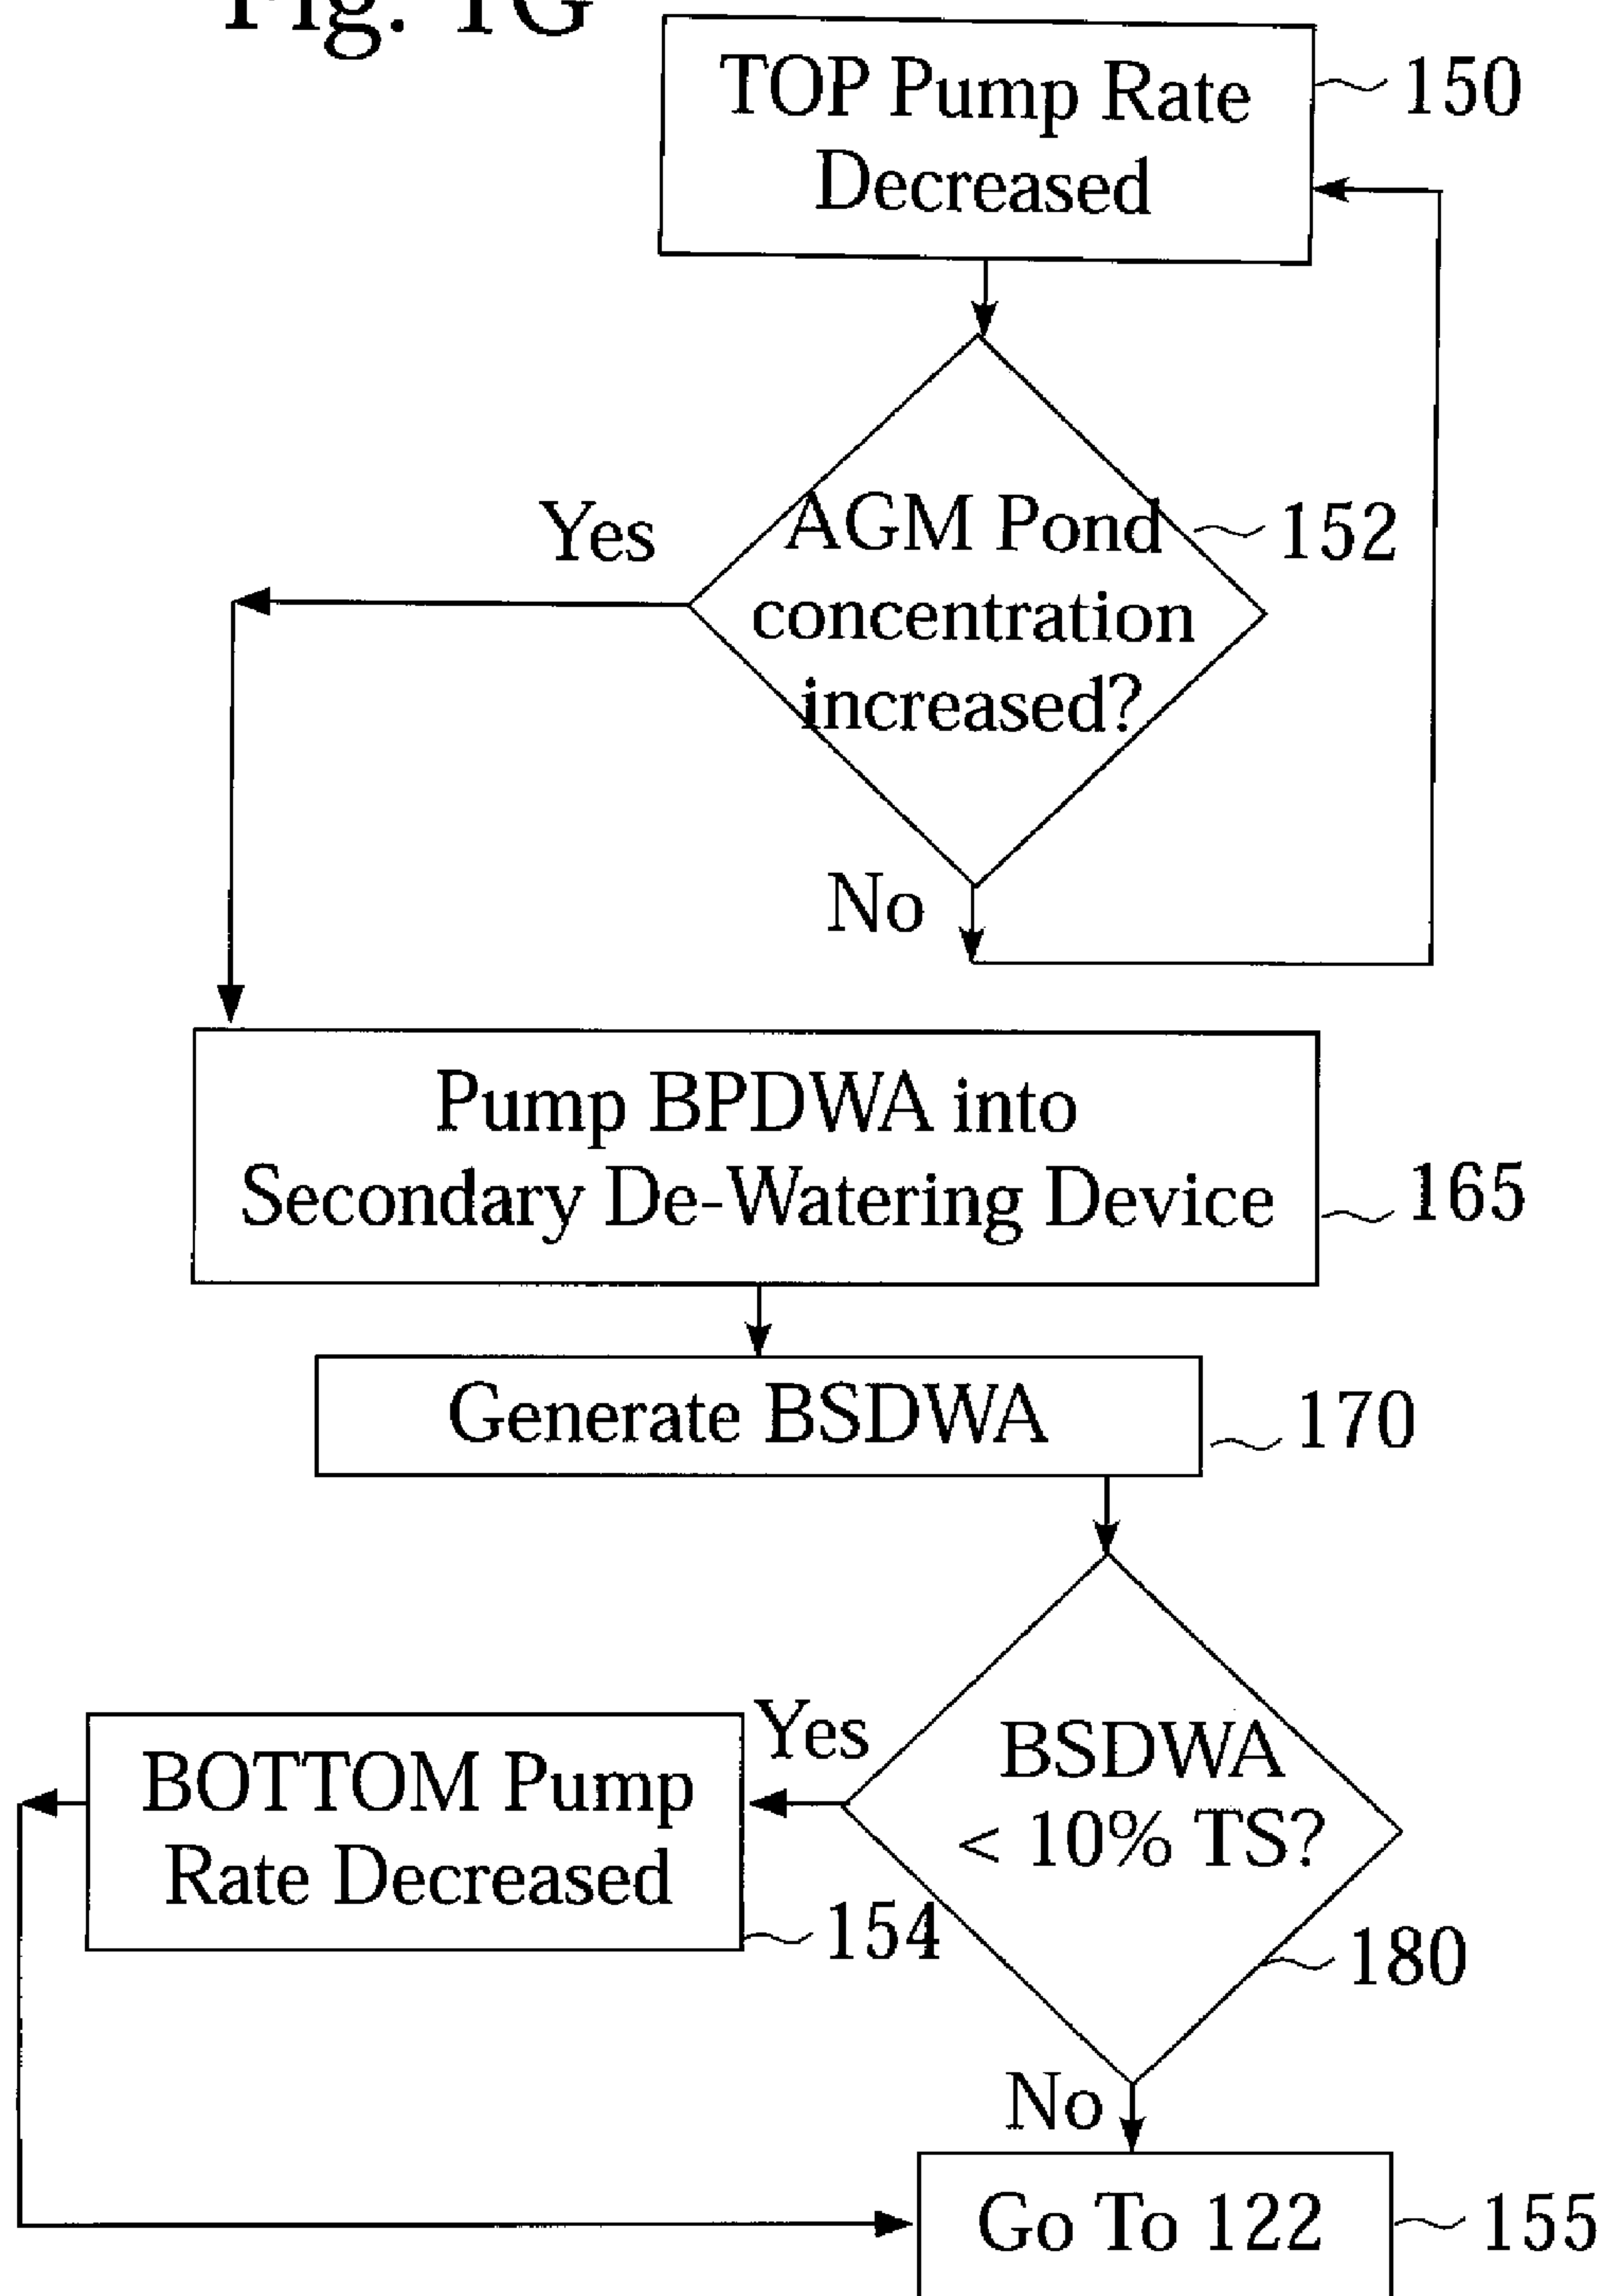 Fig. 1G
TOP Pump Rate
Decreased
150
AGM Pond
concentration
increased?
152
Yes
No
Pump BPDWA into
Secondary De-Watering Device
165
Generate BSDWA
170
BSDWA
< 10% TS?
180
Yes
BOTTOM Pump
Rate Decreased
154
No
Go To 122
155